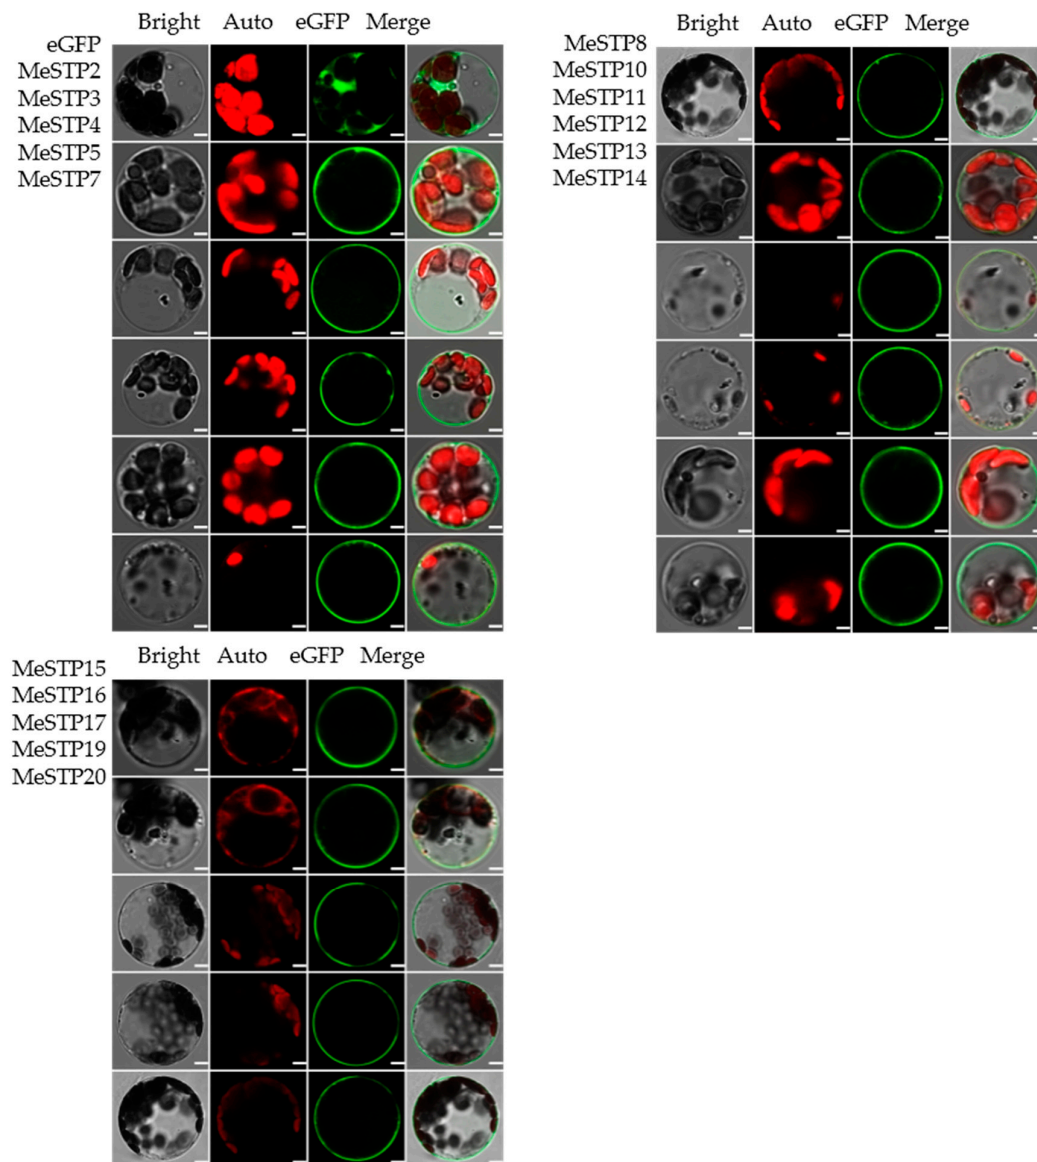 Bright Auto eGFP Merge
eGFP
MeSTP2
MeSTP3
MeSTP4
MeSTP5
MeSTP7
Bright Auto eGFP Merge
MeSTP8
MeSTP10
MeSTP11
MeSTP12
MeSTP13
MeSTP14
Bright Auto eGFP Merge
MeSTP15
MeSTP16
MeSTP17
MeSTP19
MeSTP20